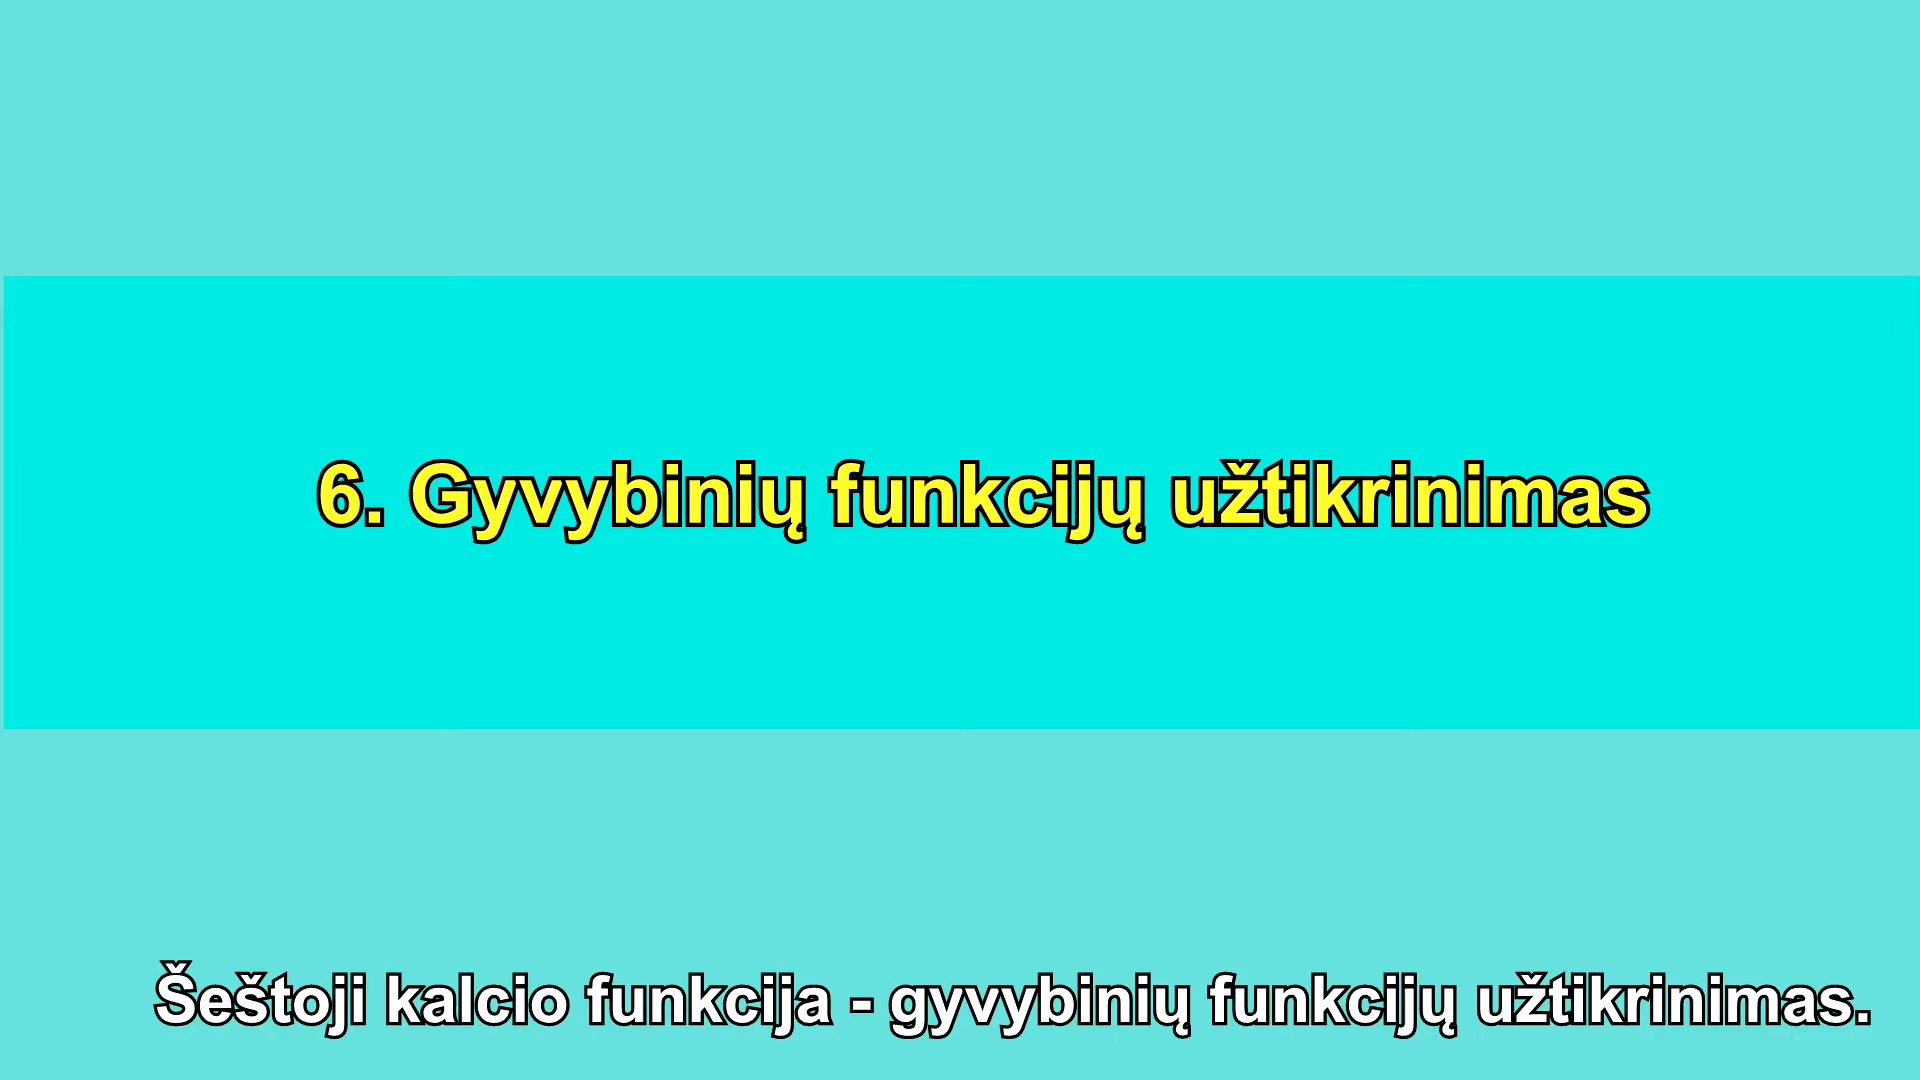 6. Gyvybinių funkcijų užtikrinimas
Šeštoji kalcio funkcija - gyvybinių funkcijų užtikrinimas.